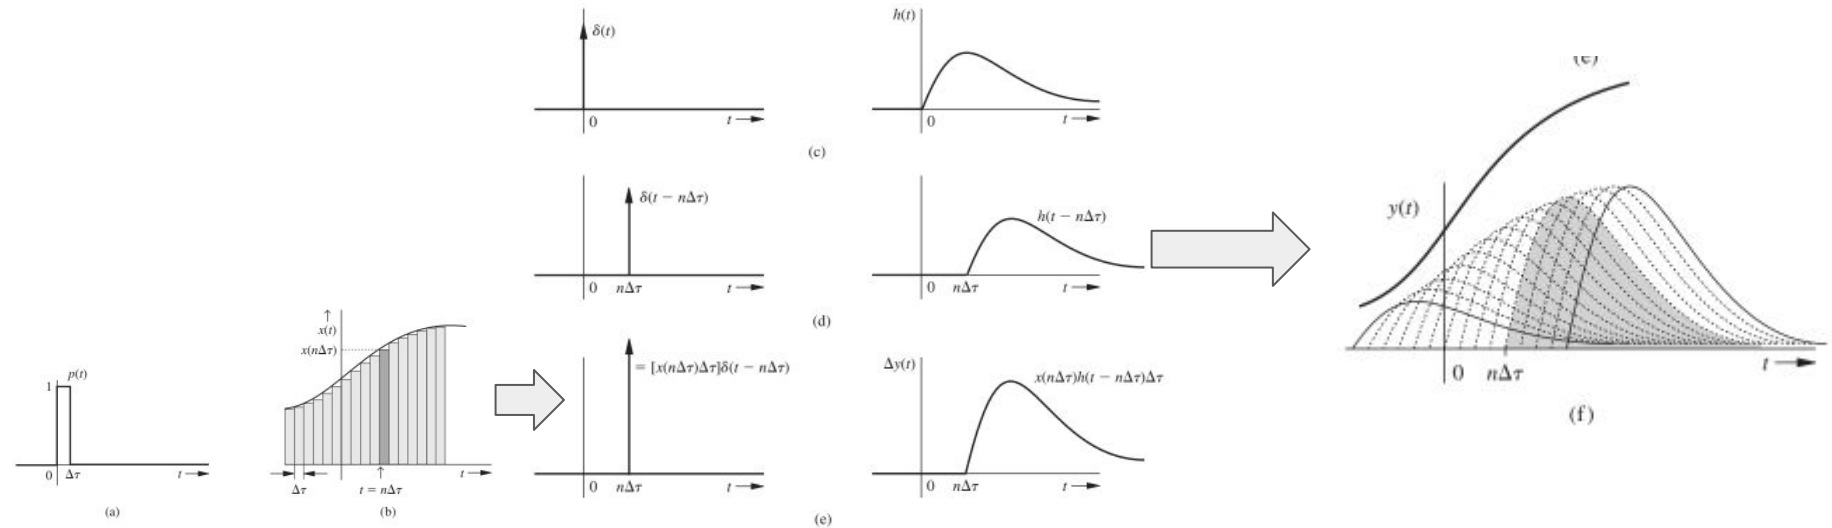 p(t)
1
0
Δτ
t
(a)
x(t)
x(nΔτ)
Δτ
t = nΔτ
t
(b)
δ(t)
0
t
h(t)
0
t
(c)
δ(t − nΔτ)
0
nΔτ
t
h(t − nΔτ)
0
nΔτ
t
(d)
= [x(nΔτ)Δτ]δ(t − nΔτ)
0
nΔτ
t
Δy(t)
x(nΔτ)h(t − nΔτ)Δτ
0
nΔτ
t
(e)
(e)
y(t)
0
nΔτ
t
(f)